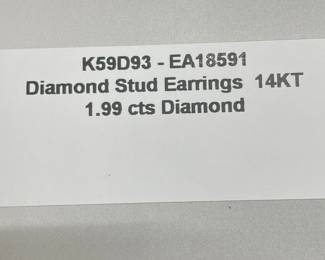 K59D93 - EA18591
Diamond Stud Earrings 14KT
1.99 cts Diamond